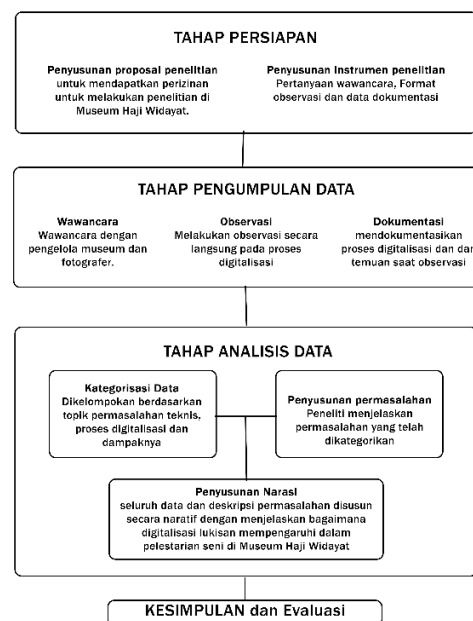 TAHAP PERSIAPAN
Penyusunan proposal penelitian
untuk mendapatkan perizinan
untuk melakukan penelitian di
Museum Haji Widayat.
Penyusunan Instrumen penelitian
Pertanyaan wawancara, Format
observasi dan data dokumentasi
TAHAP PENGUMPULAN DATA
Wawancara
Wawancara dengan
pengelola museum dan
fotografer.
Observasi
Melakukan observasi secara
langsung pada proses
digitalisasi
Dokumentasi
mendokumentasikan
proses digitalisasi dan dar
temuan saat observasi
TAHAP ANALISIS DATA
Kategorisasi Data
Dikelompokan berdasarkan
topik permasalahan teknis,
proses digitalisasi dan
dampaknya
Penyusunan permasalahan
Peneliti menjelaskan
permasalahan yang telah
dikategorikan
Penyusunan Narasi
seluruh data dan deskripsi permasalahan disusun
secara naratif dengan menjelaskan bagaimana
digitalisasi lukisan mempengaruhi dalam
pelestarian seni di Museum Haji Widayat
KESIMPULAN dan Evaluasi